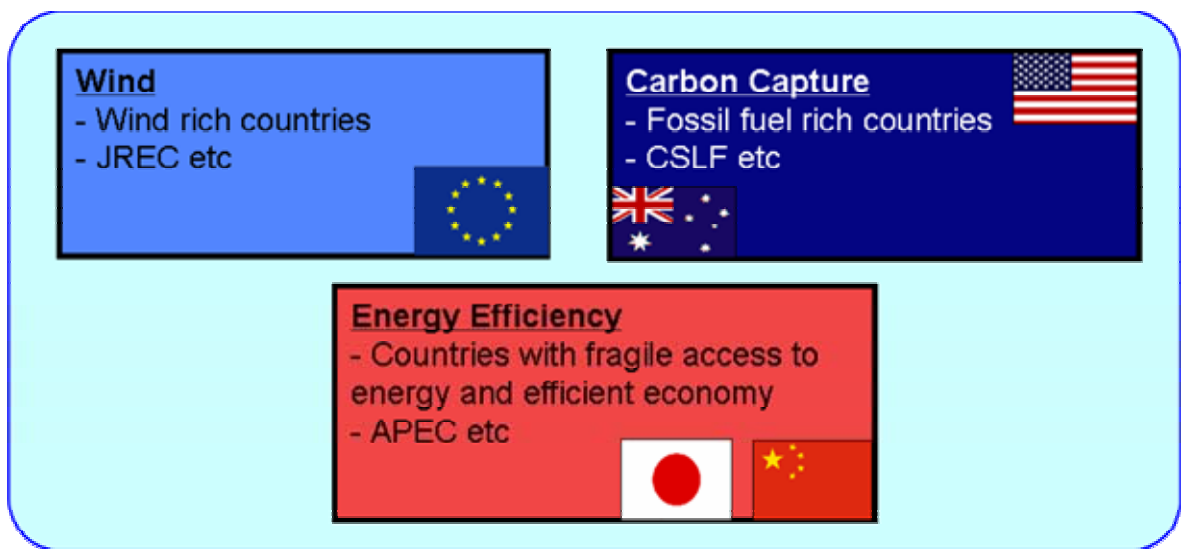 Wind
- Wind rich countries
- JREC etc
Carbon Capture
- Fossil fuel rich countries
- CSLF etc
Energy Efficiency
- Countries with fragile access to
energy and efficient economy
- APEC etc